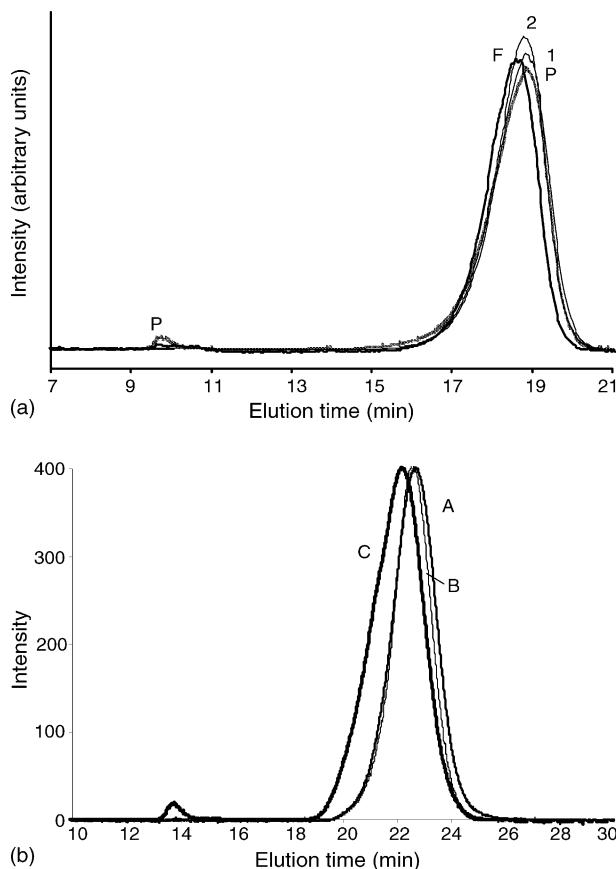 2
F
1
P
P
Intensity (arbitrary units)
7 9 11 13 15 17 19 21
(a)
Elution time (min)
400
A
C
300
B
Intensity
200
100
0
10 12 14 16 18 20 22 24 26 28 30
(b)
Elution time (min)